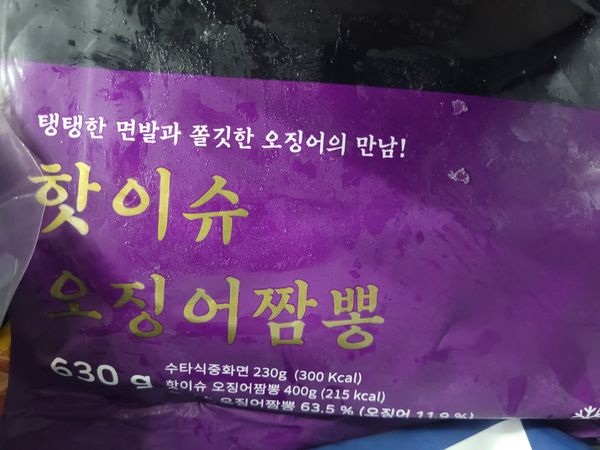 탱탱한 면발과 쫄깃한 오징어의 만남!
핫이슈
오징어짬뽕
630 g
수타식중화면 230g (300 Kcal)
핫이슈 오징어짬뽕 400g (215 kcal)
오징어짬뽕 63.5 % (오징어 11.9 %)